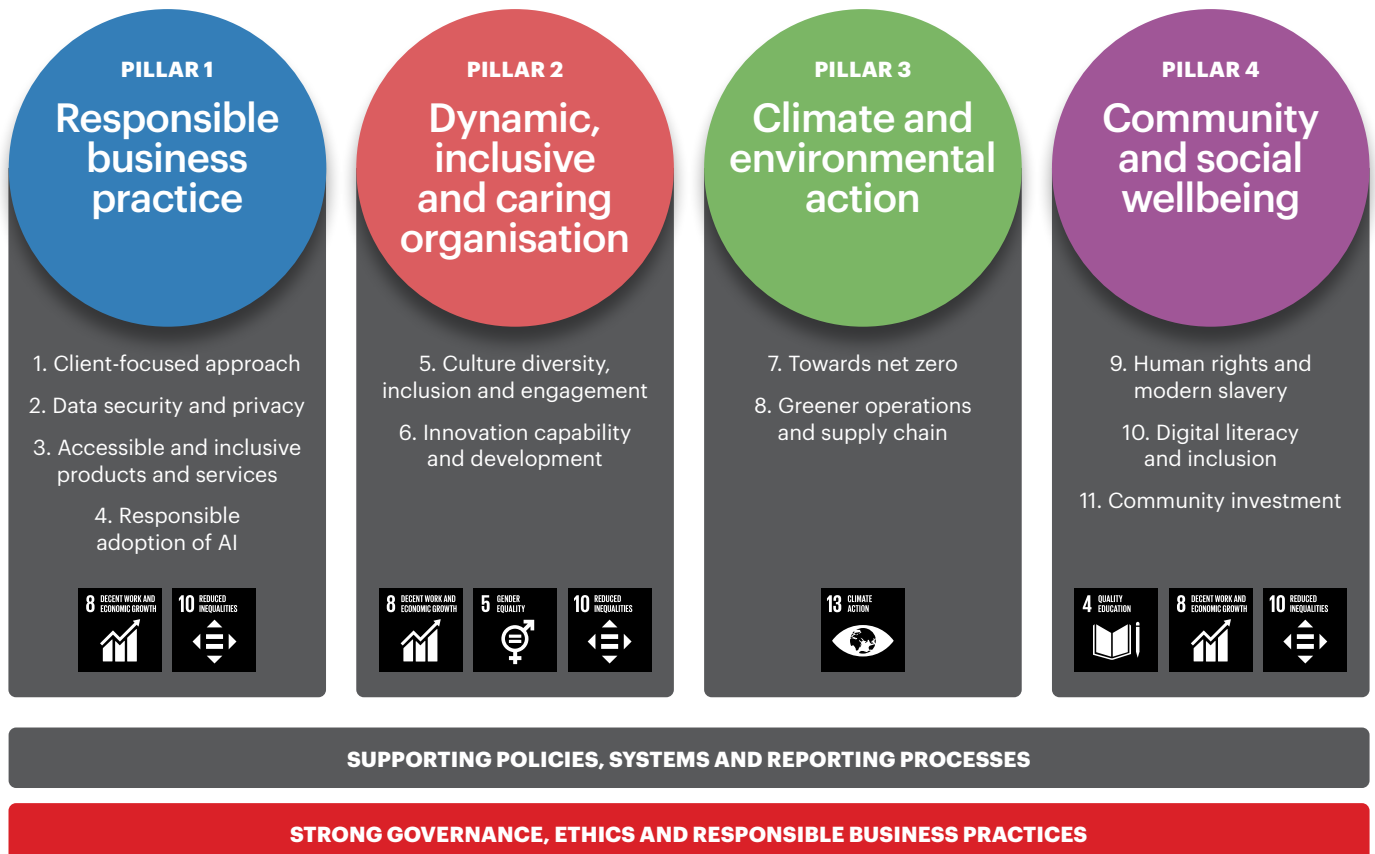 PILLAR 1
Responsible
business
practice
1. Client-focused approach
2. Data security and privacy
3. Accessible and inclusive
products and services
4. Responsible
adoption of AI
8 DECENT WORK AND
ECONOMIC GROWTH
10 REDUCED
INEQUALITIES
PILLAR 2
Dynamic,
inclusive
and caring
organisation
5. Culture diversity,
inclusion and engagement
6. Innovation capability
and development
8 DECENT WORK AND
ECONOMIC GROWTH
5 GENDER
EQUALITY
10 REDUCED
INEQUALITIES
PILLAR 3
Climate and
environmental
action
7. Towards net zero
8. Greener operations
and supply chain
13 CLIMATE
ACTION
PILLAR 4
Community
and social
wellbeing
9. Human rights and
modern slavery
10. Digital literacy
and inclusion
11. Community investment
4 QUALITY
EDUCATION
8 DECENT WORK AND
ECONOMIC GROWTH
10 REDUCED
INEQUALITIES
SUPPORTING POLICIES, SYSTEMS AND REPORTING PROCESSES
STRONG GOVERNANCE, ETHICS AND RESPONSIBLE BUSINESS PRACTICES